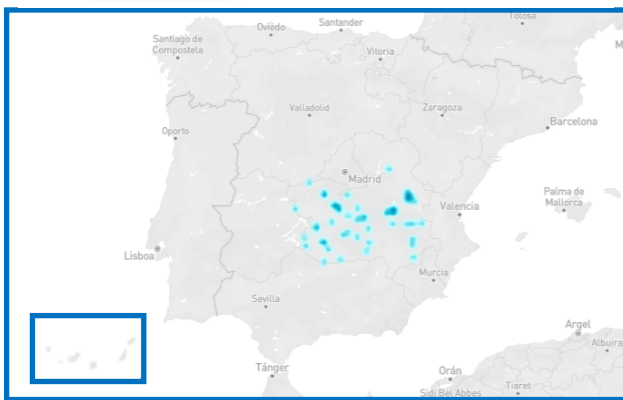 Tolosa
Oviedo
Santander
Santiago de
Compostela
Vitoria
M
Valladolid
Zaragoza
Barcelona
Oporto
Madrid
Palma de
Mallorca
Valencia
Lisboa
Murcia
Sevilla
Argel
Albuira
Tánger
Orán
Tiaret
Sidi Bel Abbes